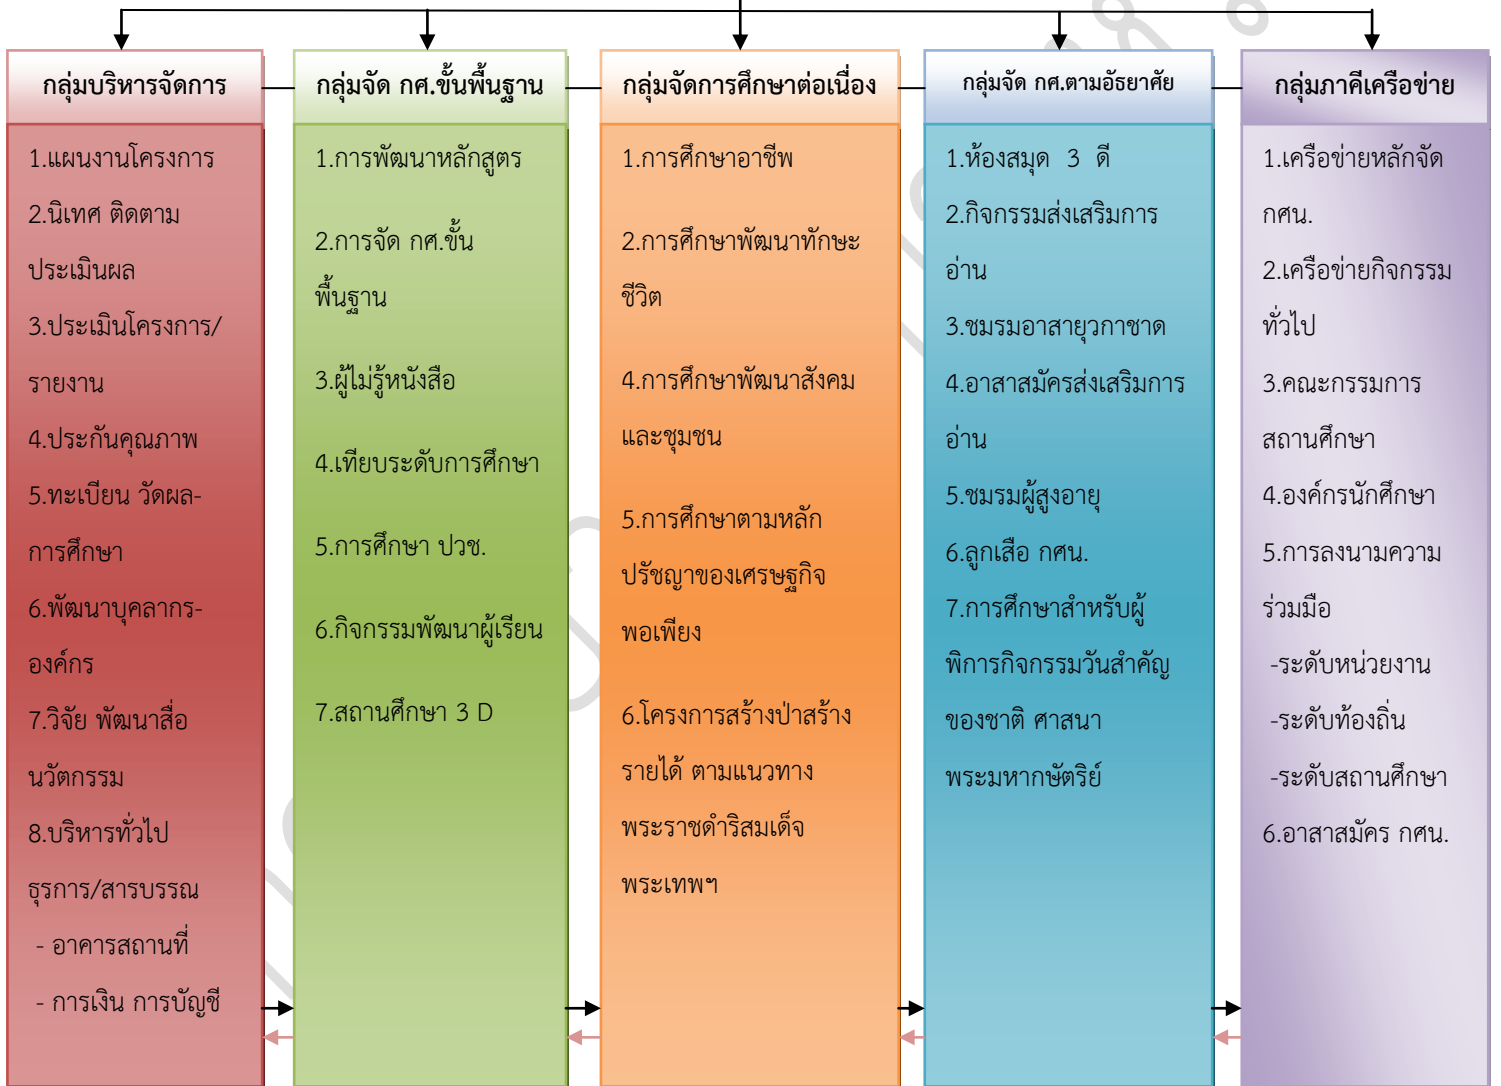 กลุ่มบริหารจัดการ
1.แผนงานโครงการ
2.นิเทศ ติดตาม
ประเมินผล
3.ประเมินโครงการ/
รายงาน
4.ประกันคุณภาพ
5.ทะเบียน วัดผล-
การศึกษา
6.พัฒนาบุคลากร-
องค์กร
7.วิจัย พัฒนาสื่อ
นวัตกรรม
8.บริหารทั่วไป
ธุรการ/สารบรรณ
- อาคารสถานที่
- การเงิน การบัญชี
กลุ่มจัด กศ.ขั้นพื้นฐาน
1.การพัฒนาหลักสูตร
2.การจัด กศ.ขั้น
พื้นฐาน
3.ผู้ไม่รู้หนังสือ
4.เทียบระดับการศึกษา
5.การศึกษา ปวช.
6.กิจกรรมพัฒนาผู้เรียน
7.สถานศึกษา 3 D
กลุ่มจัดการศึกษาต่อเนื่อง
1.การศึกษาอาชีพ
2.การศึกษาพัฒนาทักษะ
ชีวิต
4.การศึกษาพัฒนาสังคม
และชุมชน
5.การศึกษาตามหลัก
ปรัชญาของเศรษฐกิจ
พอเพียง
6.โครงการสร้างป่าสร้าง
รายได้ ตามแนวทาง
พระราชดำริสมเด็จ
พระเทพฯ
กลุ่มจัด กศ.ตามอัธยาศัย
1.ห้องสมุด 3 ดี
2.กิจกรรมส่งเสริมการ
อ่าน
3.ชมรมอาสายุวกาชาด
4.อาสาสมัครส่งเสริมการ
อ่าน
5.ชมรมผู้สูงอายุ
6.ลูกเสือ กศน.
7.การศึกษาสำหรับผู้
พิการกิจกรรมวันสำคัญ
ของชาติ ศาสนา
พระมหากษัตริย์
กลุ่มภาคีเครือข่าย
1.เครือข่ายหลักจัด
กศน.
2.เครือข่ายกิจกรรม
ทั่วไป
3.คณะกรรมการ
สถานศึกษา
4.องค์กรนักศึกษา
5.การลงนามความ
ร่วมมือ
-ระดับหน่วยงาน
-ระดับท้องถิ่น
-ระดับสถานศึกษา
6.อาสาสมัคร กศน.